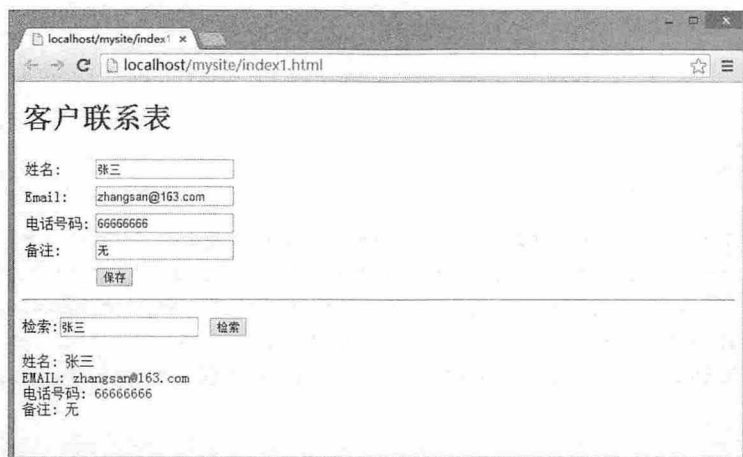 localhost/mysite/index1
localhost/mysite/index1.html
客户联系表
姓名: 张三
Email: zhangsan@163.com
电话号码: 66666666
备注: 无
保存
检索: 张三 检索
姓名: 张三
EMAIL: zhangsan@163.com
电话号码: 66666666
备注: 无